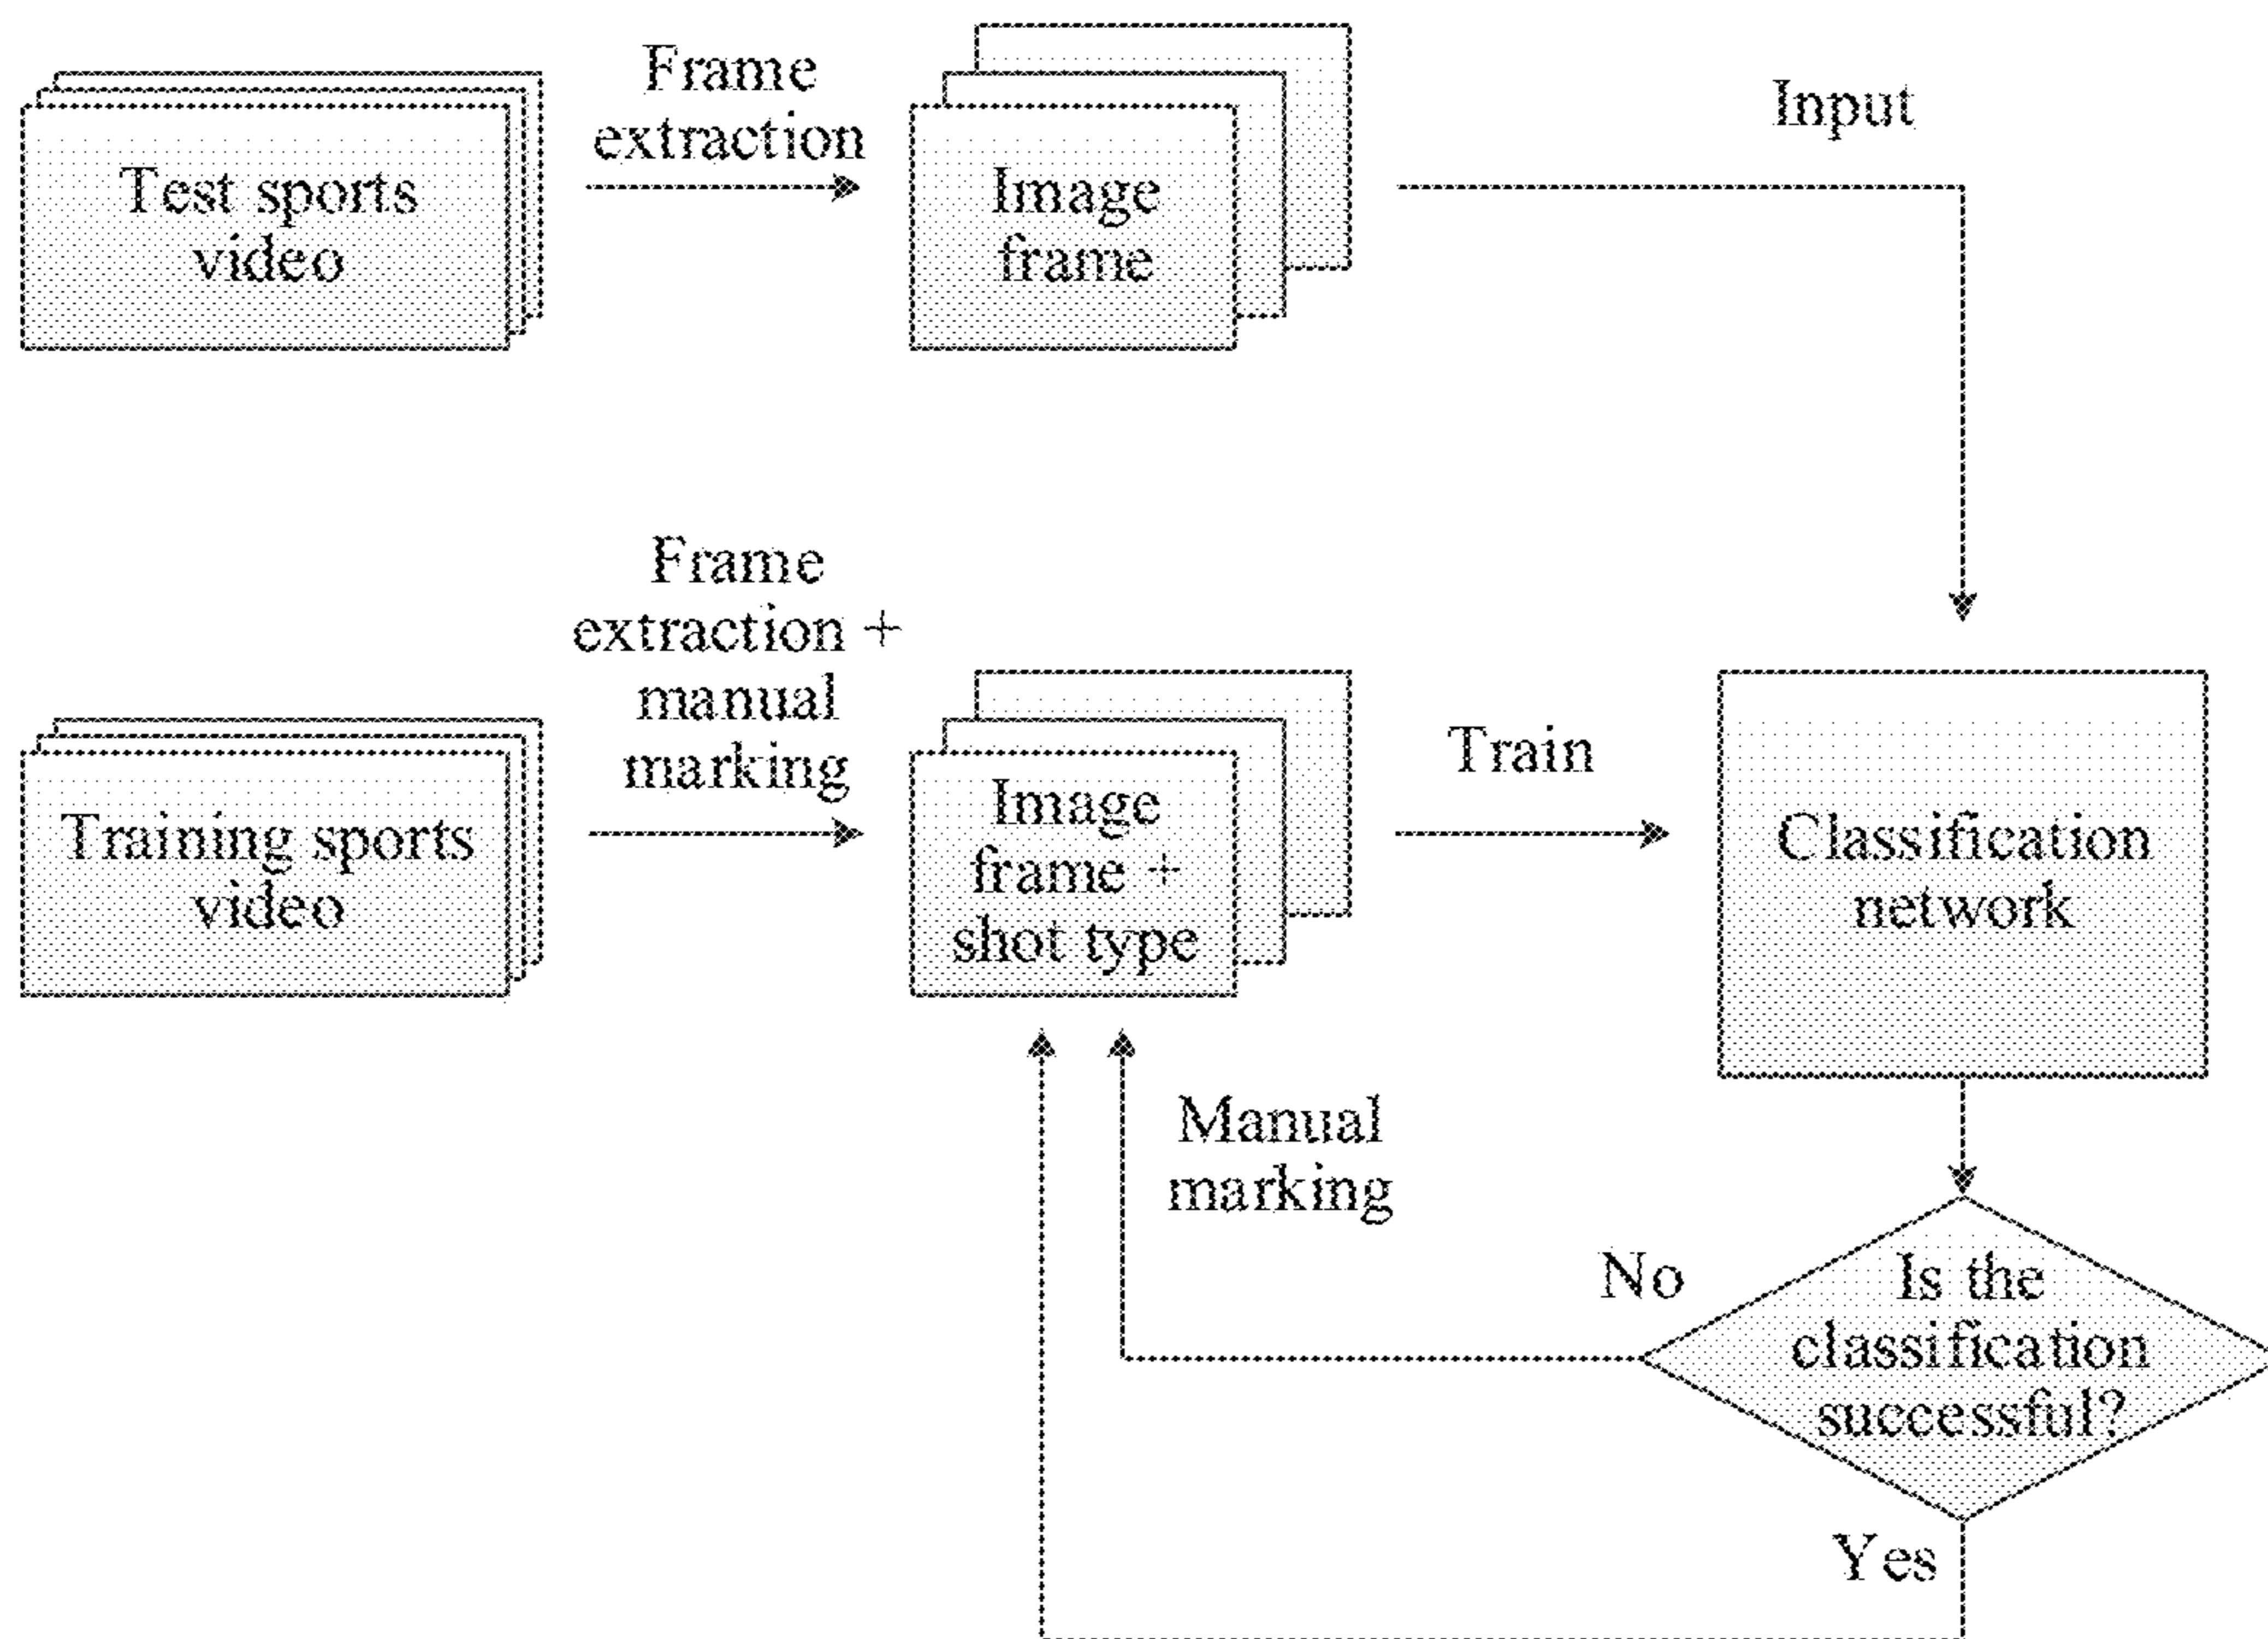 Frame
extraction
Input
Test sports
video
Image
frame
Frame
extraction +
manual
marking
Train
Training sports
video
Image
frame +
shot type
Classification
network
Manual
marking
No
Is the
classification
successful?
Yes